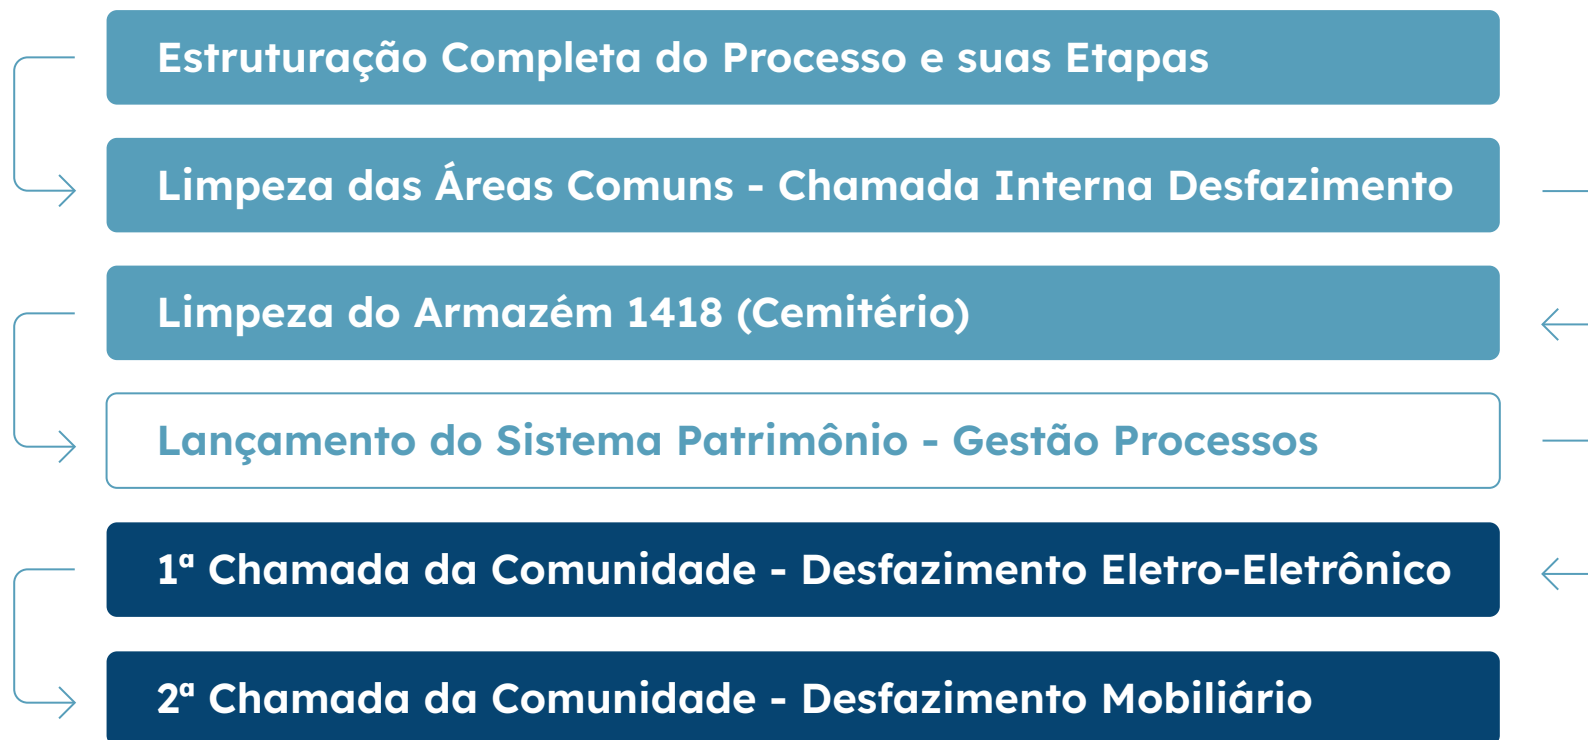 Estruturação Completa do Processo e suas Etapas
Limpeza das Áreas Comuns - Chamada Interna Desfazimento
Limpeza do Armazém 1418 (Cemitério)
Lançamento do Sistema Patrimônio - Gestão Processos
1ª Chamada da Comunidade - Desfazimento Eletro-Eletrônico
2ª Chamada da Comunidade - Desfazimento Mobiliário